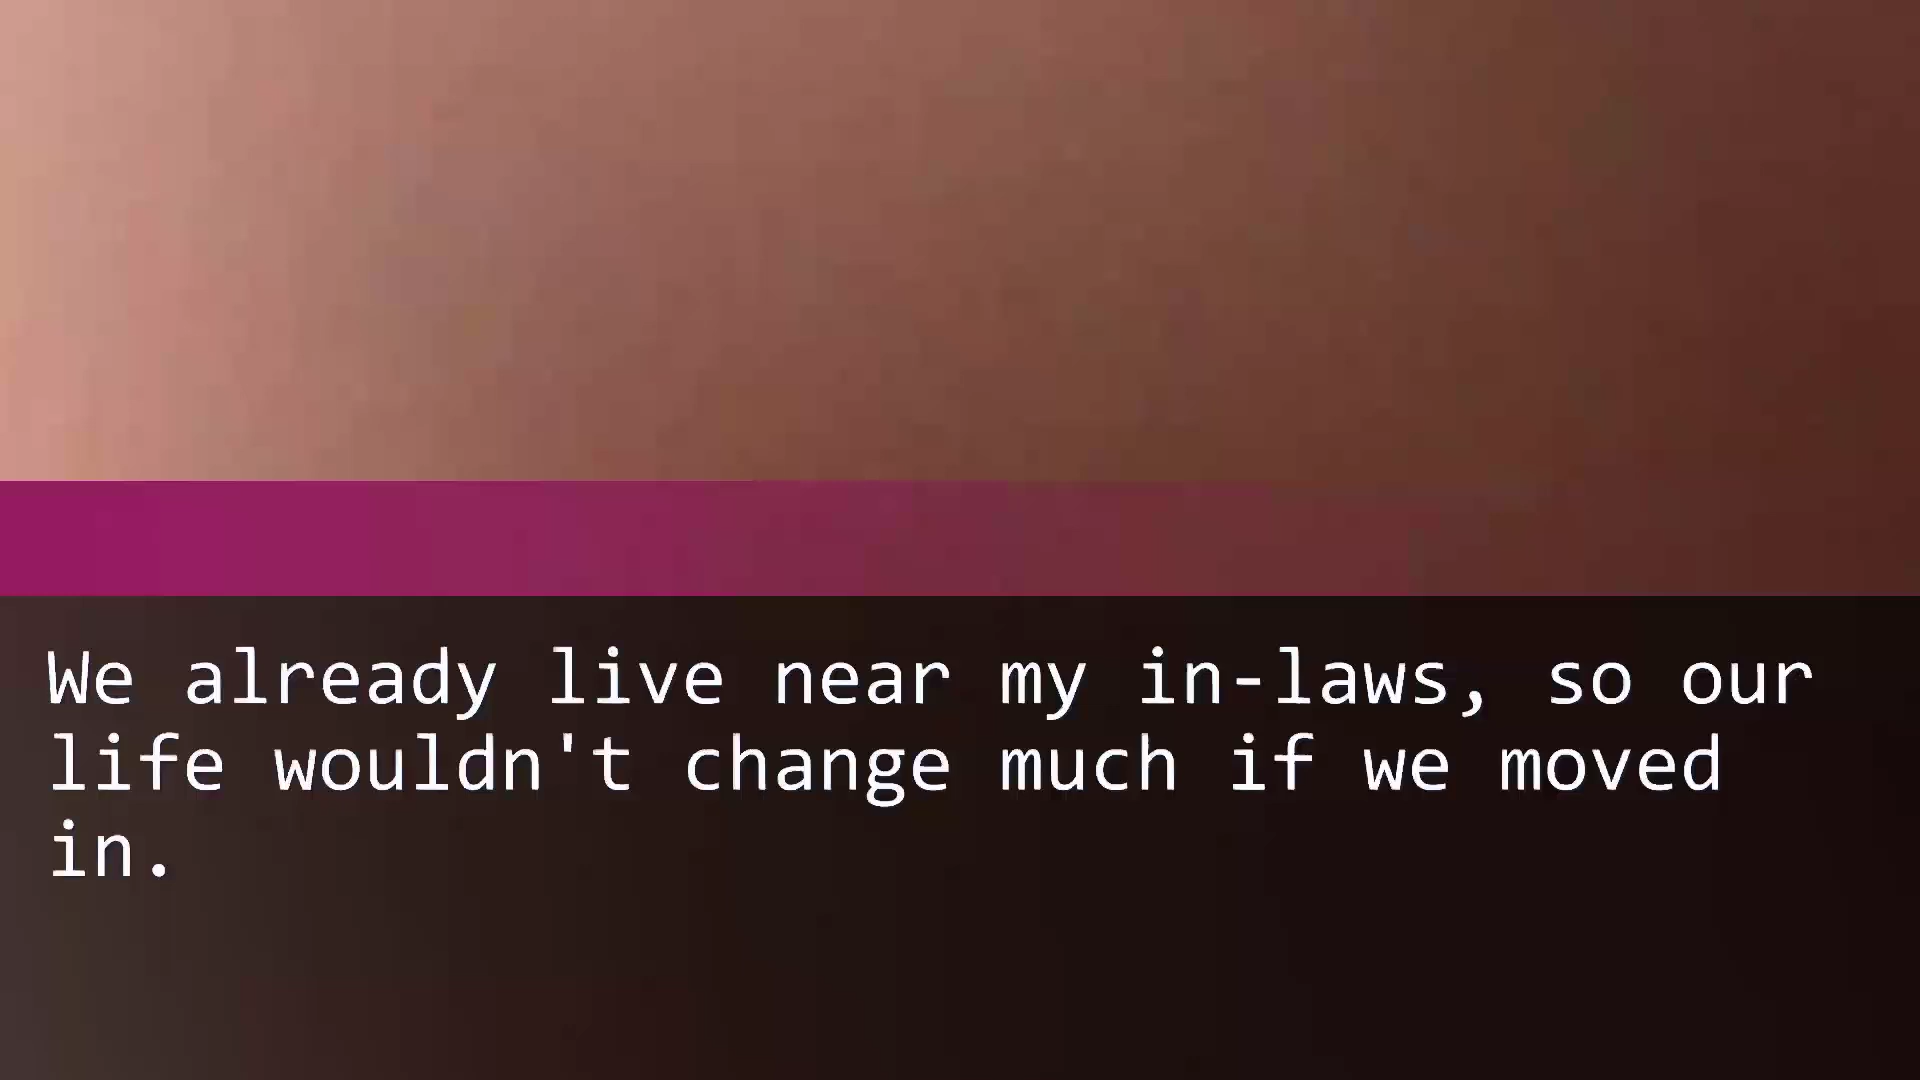 We already live near my in-laws, so our
life wouldn't change much if we moved
in.